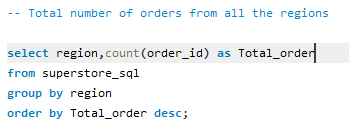 -- Total number of orders from all the regions
select region,count(order_id) as Total_order
from superstore_sql
group by region
order by Total_order desc;